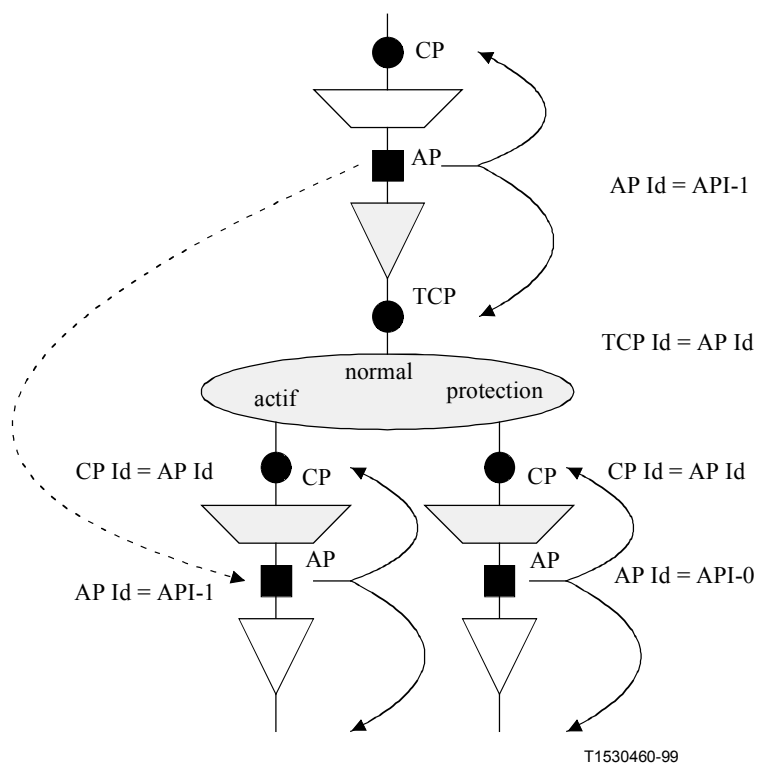 CP
AP
AP Id = API-1
TCP
TCP Id = AP Id
normal
actif
protection
CP Id = AP Id
CP
CP
CP Id = AP Id
AP
AP
AP Id = API-1
AP Id = API-0
T1530460-99